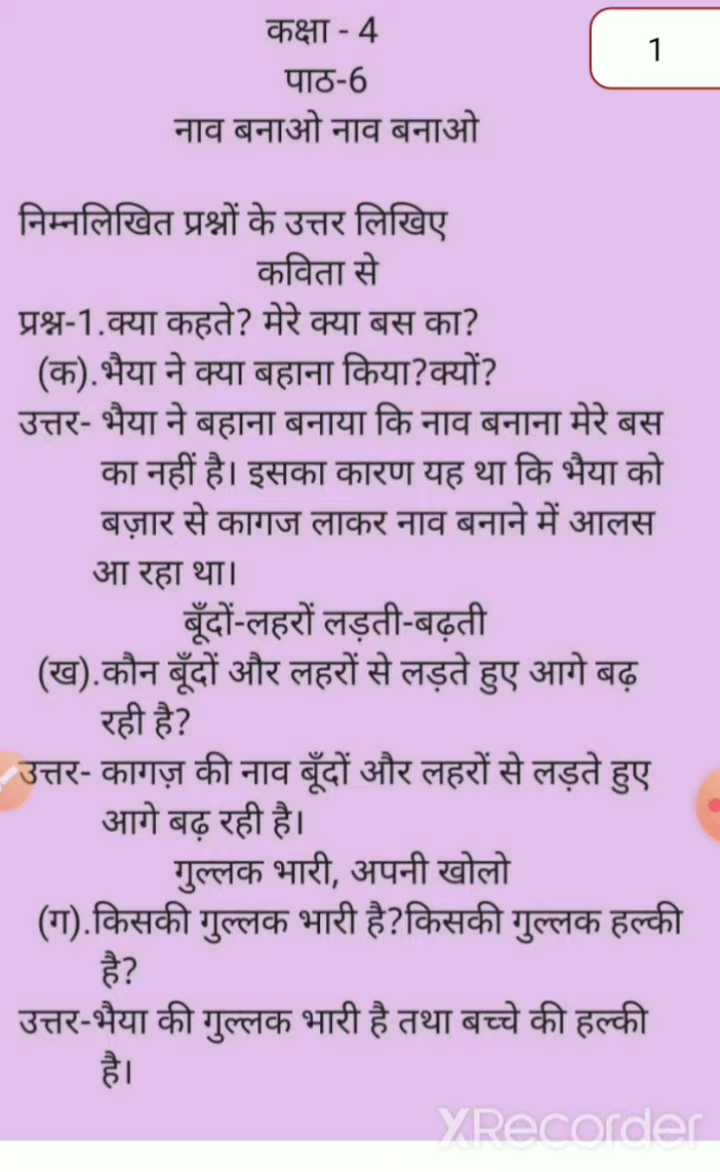 कक्षा - 4
1
पाठ-6
नाव बनाओ नाव बनाओ
निम्नलिखित प्रश्नों के उत्तर लिखिए
कविता से
प्रश्न-1.क्या कहते? मेरे क्या बस का?
(क).भैया ने क्या बहाना किया?क्यों?
उत्तर- भैया ने बहाना बनाया कि नाव बनाना मेरे बस
का नहीं है। इसका कारण यह था कि भैया को
बज़ार से कागज लाकर नाव बनाने में आलस
आ रहा था।
बूँदों-लहरों लड़ती-बढ़ती
(ख).कौन बूँदों और लहरों से लड़ते हुए आगे बढ़
रही है?
उत्तर- कागज़ की नाव बूँदों और लहरों से लड़ते हुए
आगे बढ़ रही है।
गुल्लक भारी, अपनी खोलो
(ग).किसकी गुल्लक भारी है?किसकी गुल्लक हल्की
है?
उत्तर-भैया की गुल्लक भारी है तथा बच्चे की हल्की
है।
XRecorder